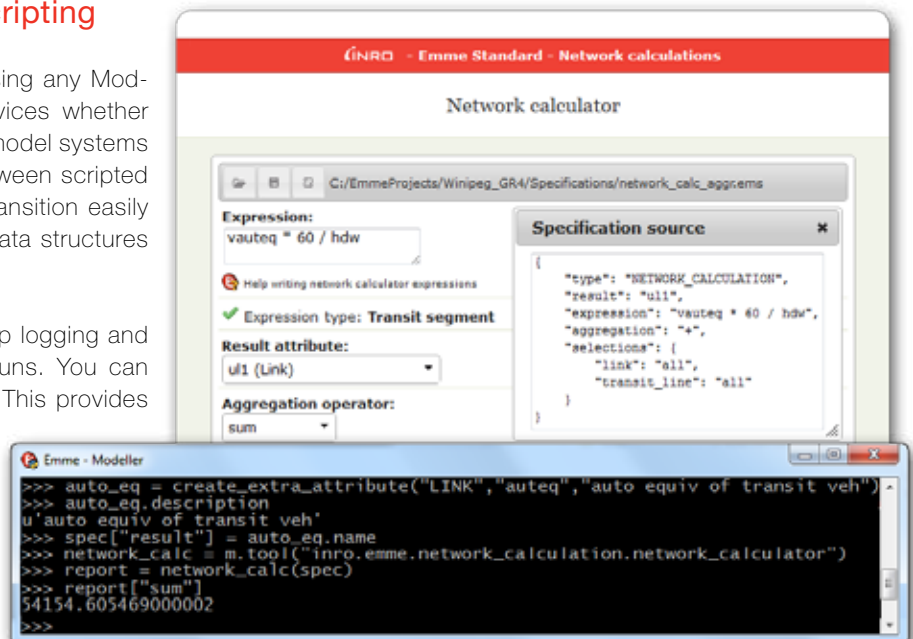 ripting
sing any Mod-
vices whether
model systems
ween scripted
ansition easily
ata structures
p logging and
uns. You can
This provides
INRO - Emme Standard - Network calculations
Network calculator
C:/EmmeProjects/Winipeg_GR4/Specifications/network_calc_aggr.ems
Expression:
vauteq * 60 / hdw
Help writing network calculator expressions
Expression type: Transit segment
Result attribute:
ul1 (Link)
Aggregation operator:
sum
Specification source
{
"type": "NETWORK_CALCULATION",
"result": "ul1",
"expression": "vauteq * 60 / hdw",
"aggregation": "+",
"selections": {
"link": "all",
"transit_line": "all"
}
}
Emme - Modeller
>>> auto_eq = create_extra_attribute("LINK","auteq","auto equiv of transit veh")
>>> auto_eq.description
u'auto equiv of transit veh'
>>> spec["result"] = auto_eq.name
>>> network_calc = m.tool("inro.emme.network_calculation.network_calculator")
>>> report = network_calc(spec)
>>> report["sum"]
54154.605469000002
>>>